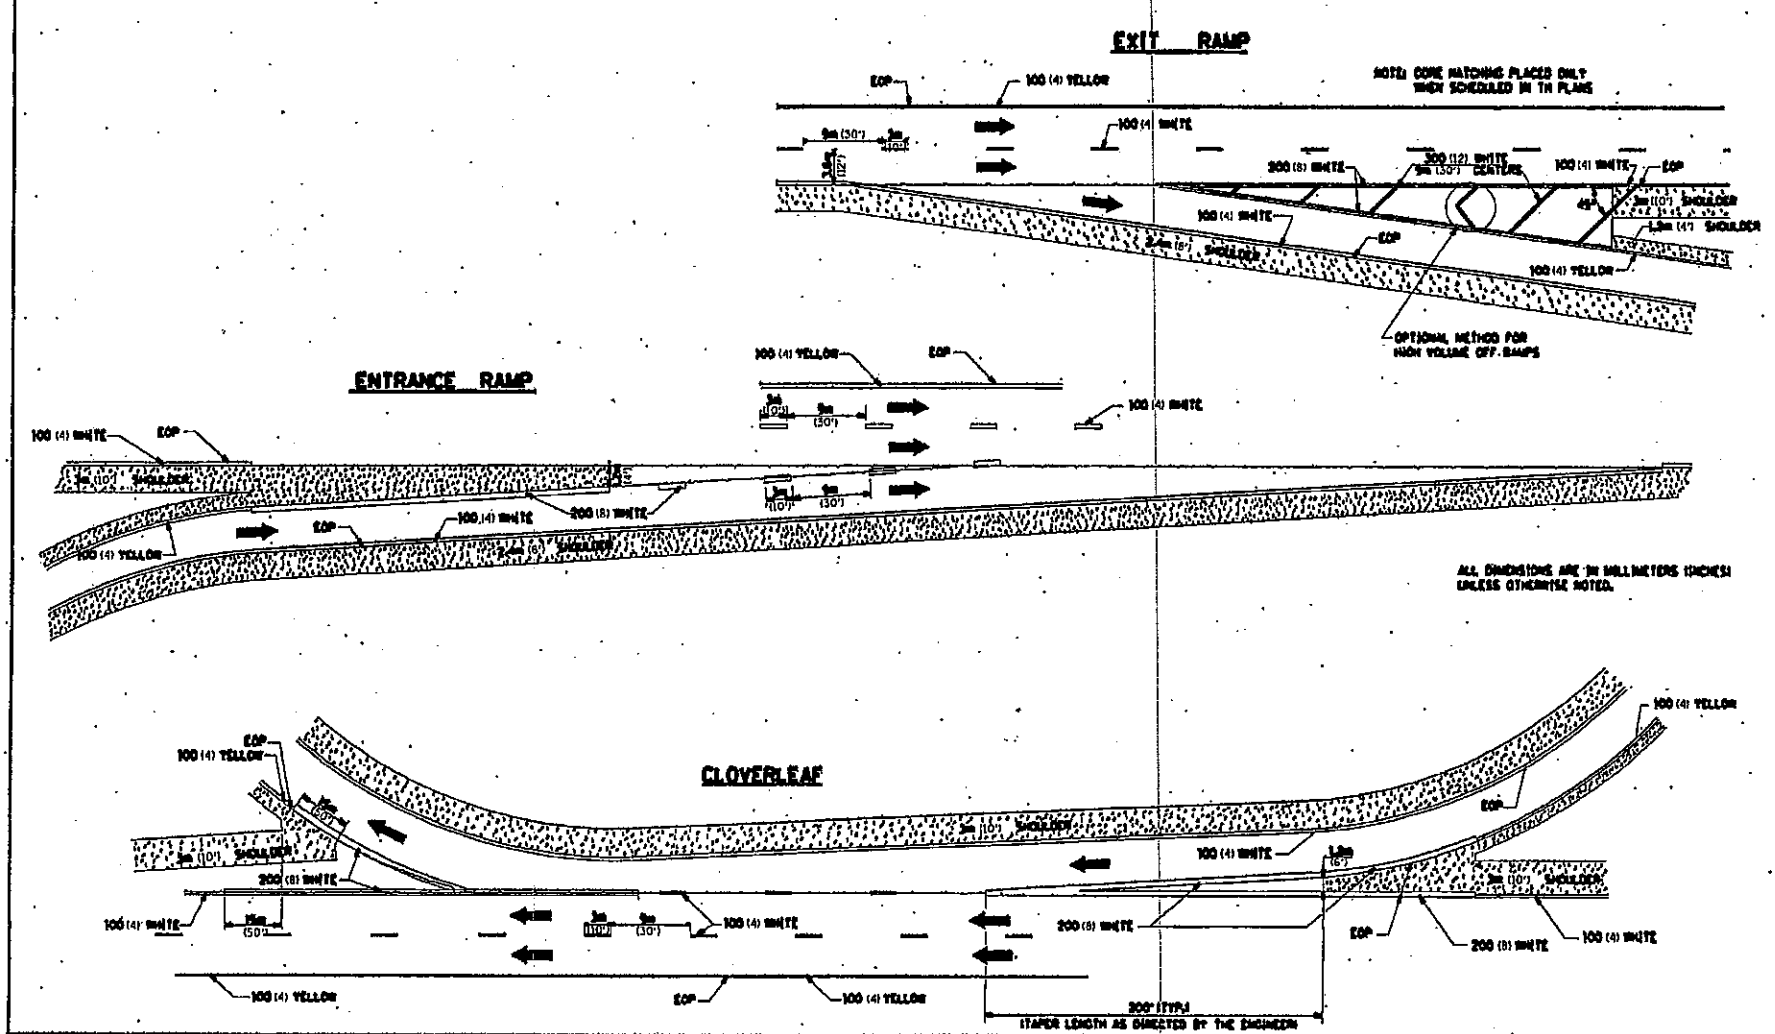 EXIT RAMP
NOTE: GORE HATCHING PLACED ONLY
WHEN SCHEDULED IN TH PLANS
EOP
100 (4) YELLOW
9m (30')
3m
(10')
100 (4) WHITE
3.6m
(12')
200 (8) WHITE
300 (12) WHITE
9m (30') CENTERS
100 (4) WHITE
EOP
45°
3m (10') SHOULDER
1.2m (4') SHOULDER
100 (4) WHITE
EOP
2.4m (8') SHOULDER
100 (4) YELLOW
OPTIONAL METHOD FOR
HIGH VOLUME OFF-RAMPS
ENTRANCE RAMP
100 (4) YELLOW
EOP
3m
(10')
9m
(30')
100 (4) WHITE
100 (4) WHITE
EOP
3m (10') SHOULDER
3m
(10')
9m
(30')
200 (8) WHITE
100 (4) WHITE
EOP
100 (4) YELLOW
2.4m (8') SHOULDER
ALL DIMENSIONS ARE IN MILLIMETERS (INCHES)
UNLESS OTHERWISE NOTED.
CLOVERLEAF
100 (4) YELLOW
EOP
100 (4) YELLOW
15m
(50')
EOP
3m (10') SHOULDER
3m (10') SHOULDER
100 (4) WHITE
1.8m
(6')
200 (8) WHITE
3m (10') SHOULDER
100 (4) WHITE
15m
(50')
3m
(10')
9m
(30')
100 (4) WHITE
200 (8) WHITE
EOP
200 (8) WHITE
100 (4) WHITE
100 (4) YELLOW
EOP
100 (4) YELLOW
300' (TYP.)
(TAPER LENGTH AS DIRECTED BY THE ENGINEER)